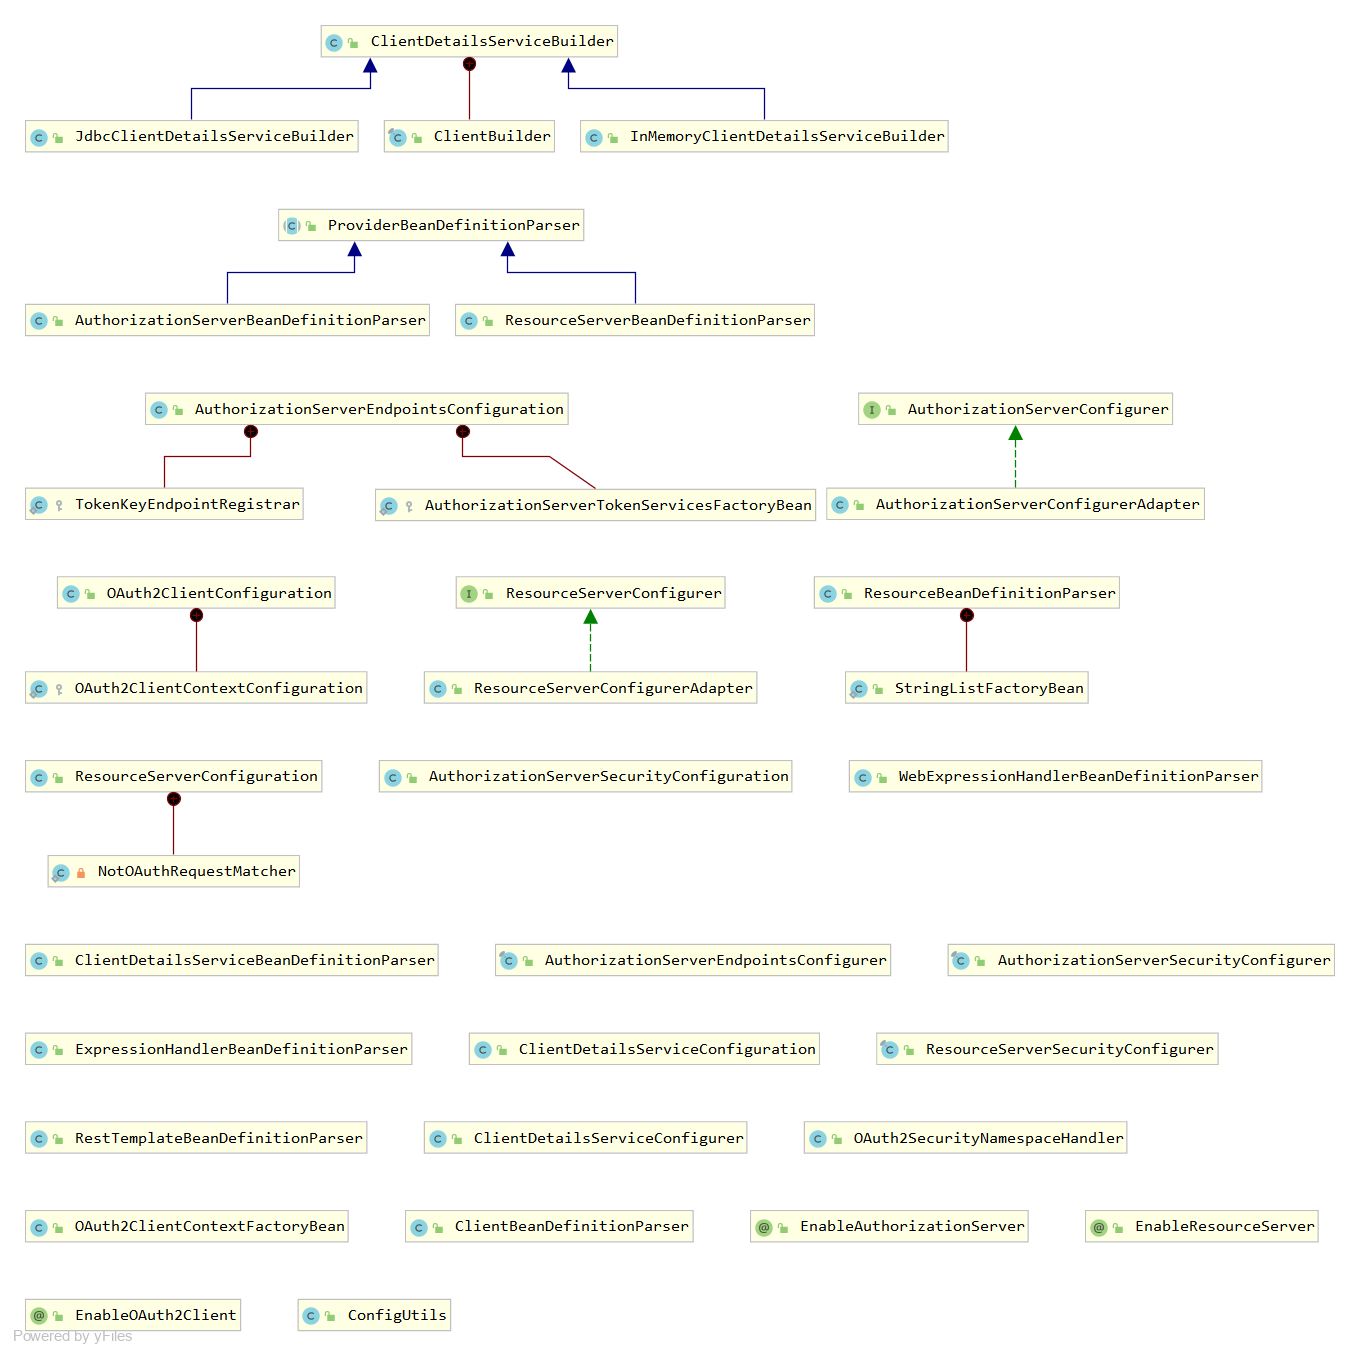 ClientDetailsServiceBuilder
JdbcClientDetailsServiceBuilder ClientBuilder InMemoryClientDetailsServiceBuilder
ProviderBeanDefinitionParser
AuthorizationServerBeanDefinitionParser ResourceServerBeanDefinitionParser
AuthorizationServerEndpointsConfiguration AuthorizationServerConfigurer
TokenKeyEndpointRegistrar AuthorizationServerTokenServicesFactoryBean AuthorizationServerConfigurerAdapter
OAuth2ClientConfiguration ResourceServerConfigurer ResourceBeanDefinitionParser
OAuth2ClientContextConfiguration ResourceServerConfigurerAdapter StringListFactoryBean
ResourceServerConfiguration AuthorizationServerSecurityConfiguration WebExpressionHandlerBeanDefinitionParser
NotOAuthRequestMatcher
ClientDetailsServiceBeanDefinitionParser AuthorizationServerEndpointsConfigurer AuthorizationServerSecurityConfigurer
ExpressionHandlerBeanDefinitionParser ClientDetailsServiceConfiguration ResourceServerSecurityConfigurer
RestTemplateBeanDefinitionParser ClientDetailsServiceConfigurer OAuth2SecurityNamespaceHandler
OAuth2ClientContextFactoryBean ClientBeanDefinitionParser EnableAuthorizationServer EnableResourceServer
EnableOAuth2Client ConfigUtils
Powered by yFiles